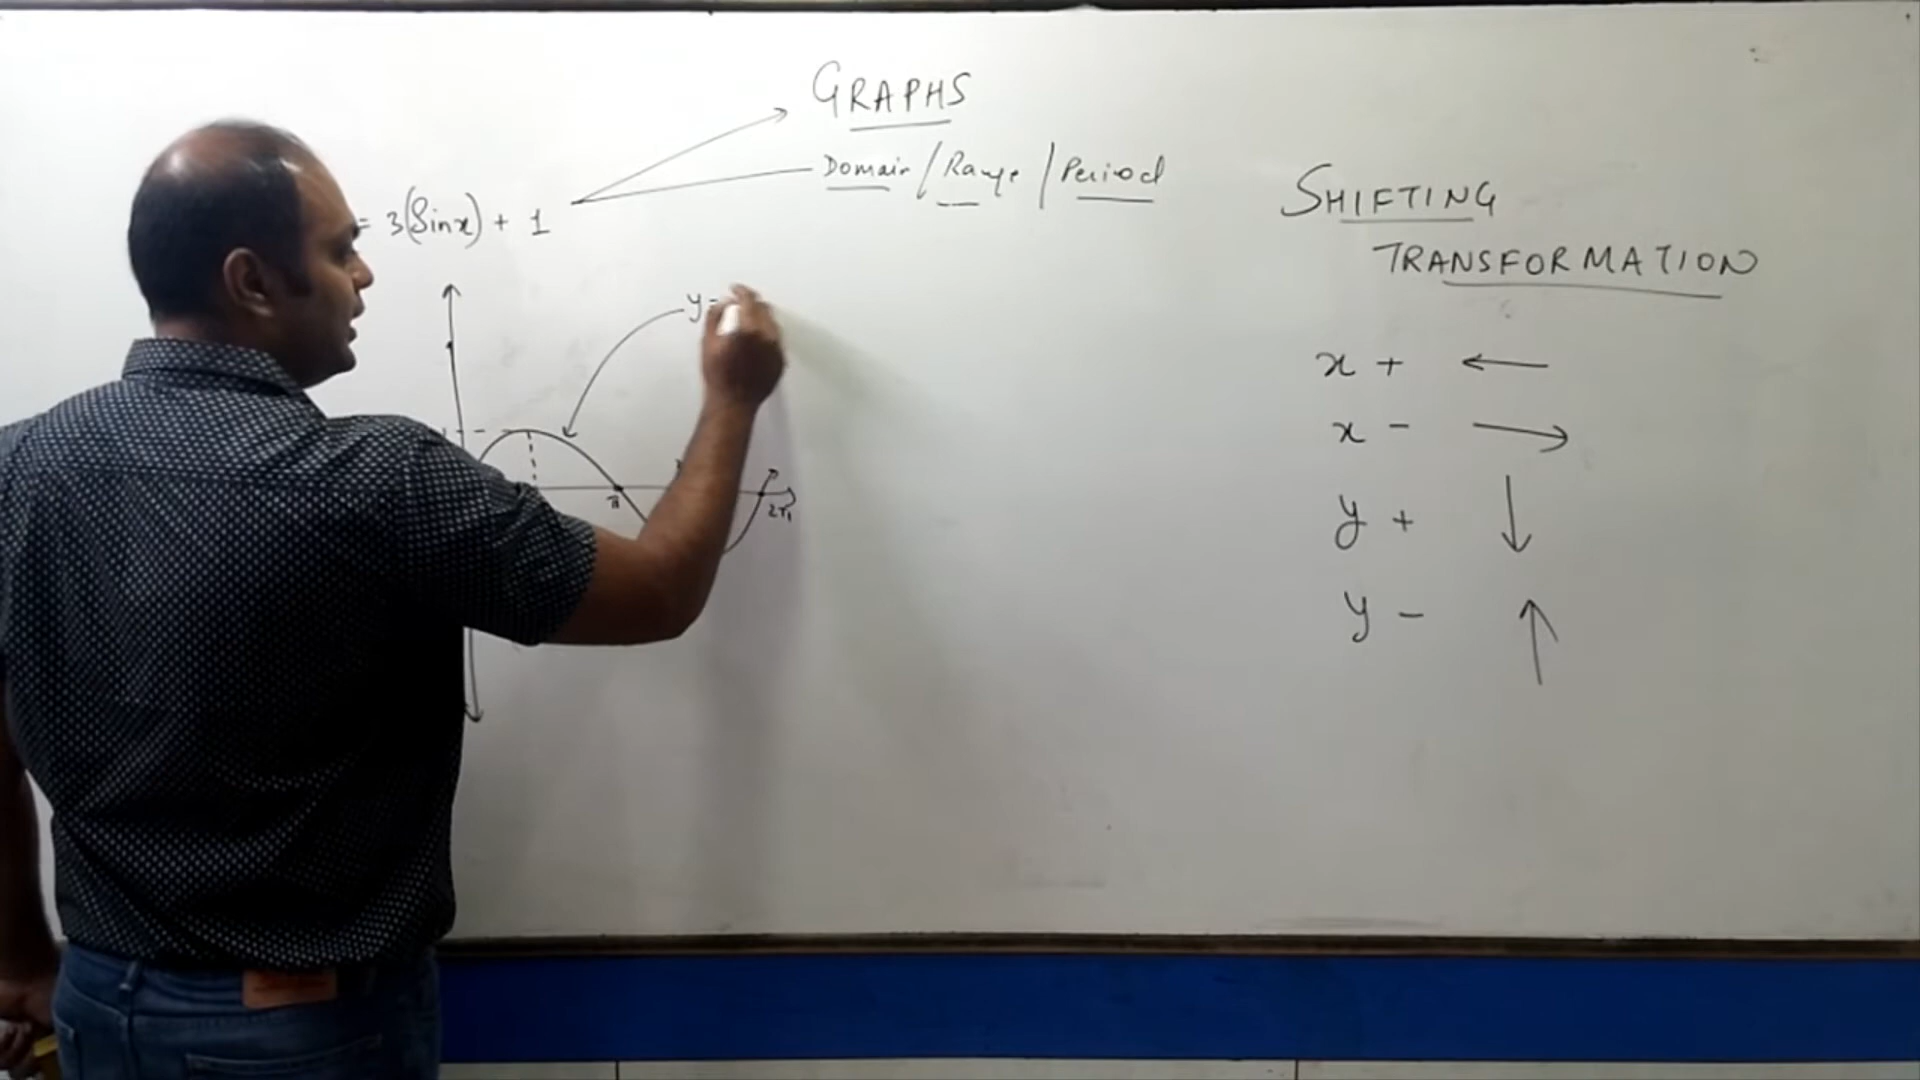 GRAPHS
Domain / Range / Period
= 3(Sinx) + 1
y =
π
2π
SHIFTING
TRANSFORMATION
x + ←
x - →
y + ↓
y - ↑